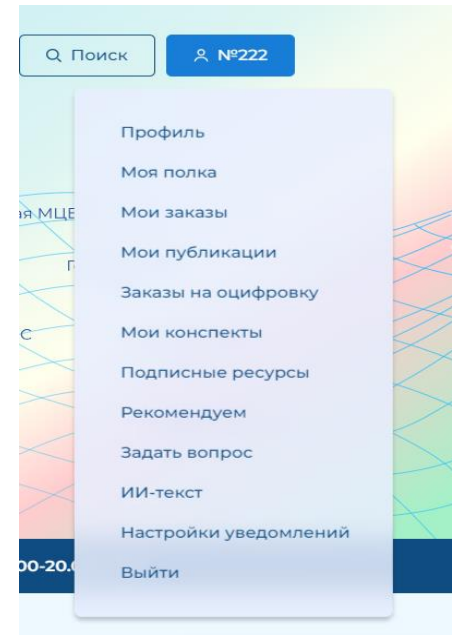 Поиск
№222
Профиль
Моя полка
Мои заказы
Мои публикации
Заказы на оцифровку
Мои конспекты
Подписные ресурсы
Рекомендуем
Задать вопрос
ИИ-текст
Настройки уведомлений
Выйти